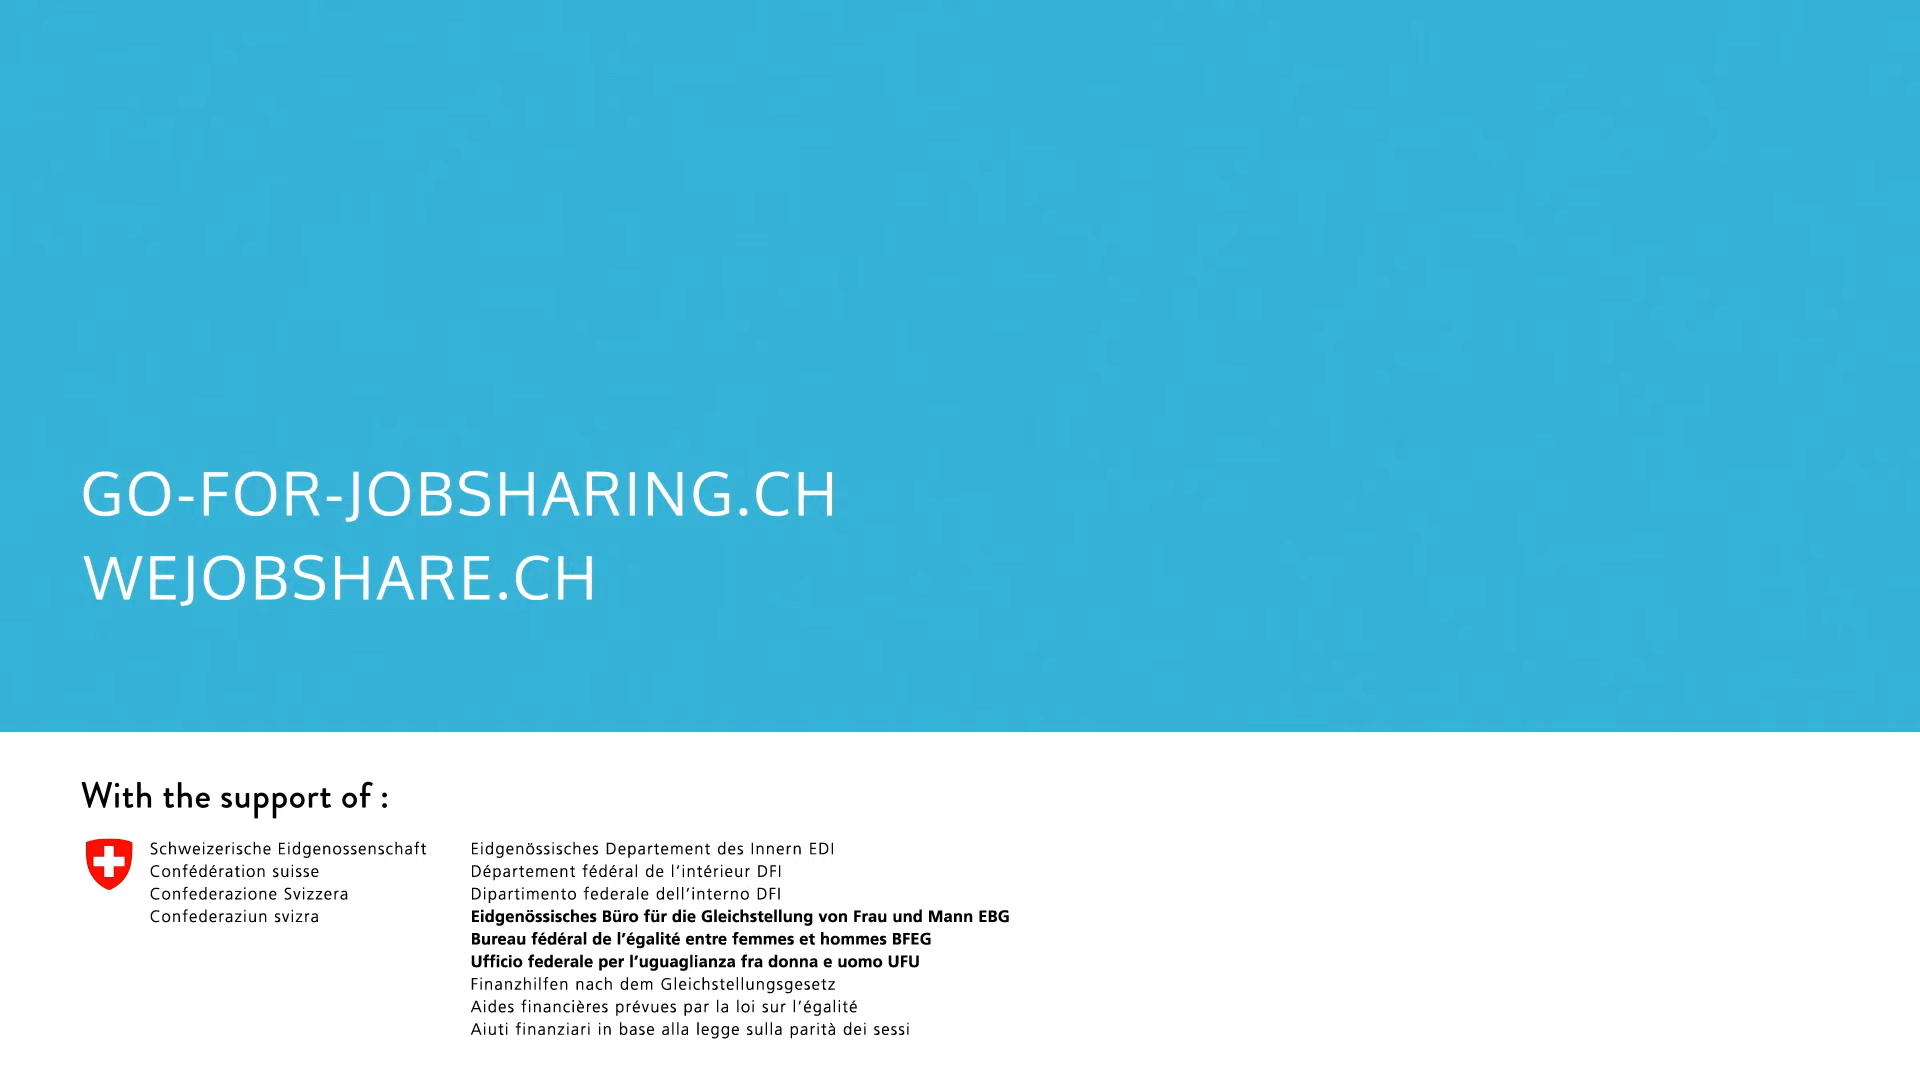 GO-FOR-JOBSHARING.CH
WEJOBSHARE.CH
With the support of :
Schweizerische Eidgenossenschaft
Confédération suisse
Confederazione Svizzera
Confederaziun svizra
Eidgenössisches Departement des Innern EDI
Département fédéral de l'intérieur DFI
Dipartimento federale dell'interno DFI
Eidgenössisches Büro für die Gleichstellung von Frau und Mann EBG
Bureau fédéral de l'égalité entre femmes et hommes BFEG
Ufficio federale per l'uguaglianza fra donna e uomo UFU
Finanzhilfen nach dem Gleichstellungsgesetz
Aides financières prévues par la loi sur l'égalité
Aiuti finanziari in base alla legge sulla parità dei sessi